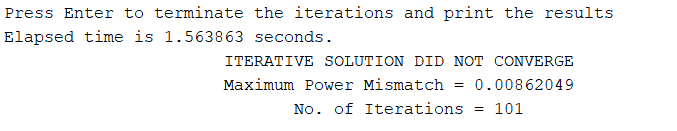 Press Enter to terminate the iterations and print the results
Elapsed time is 1.563863 seconds.
ITERATIVE SOLUTION DID NOT CONVERGE
Maximum Power Mismatch = 0.00862049
No. of Iterations = 101